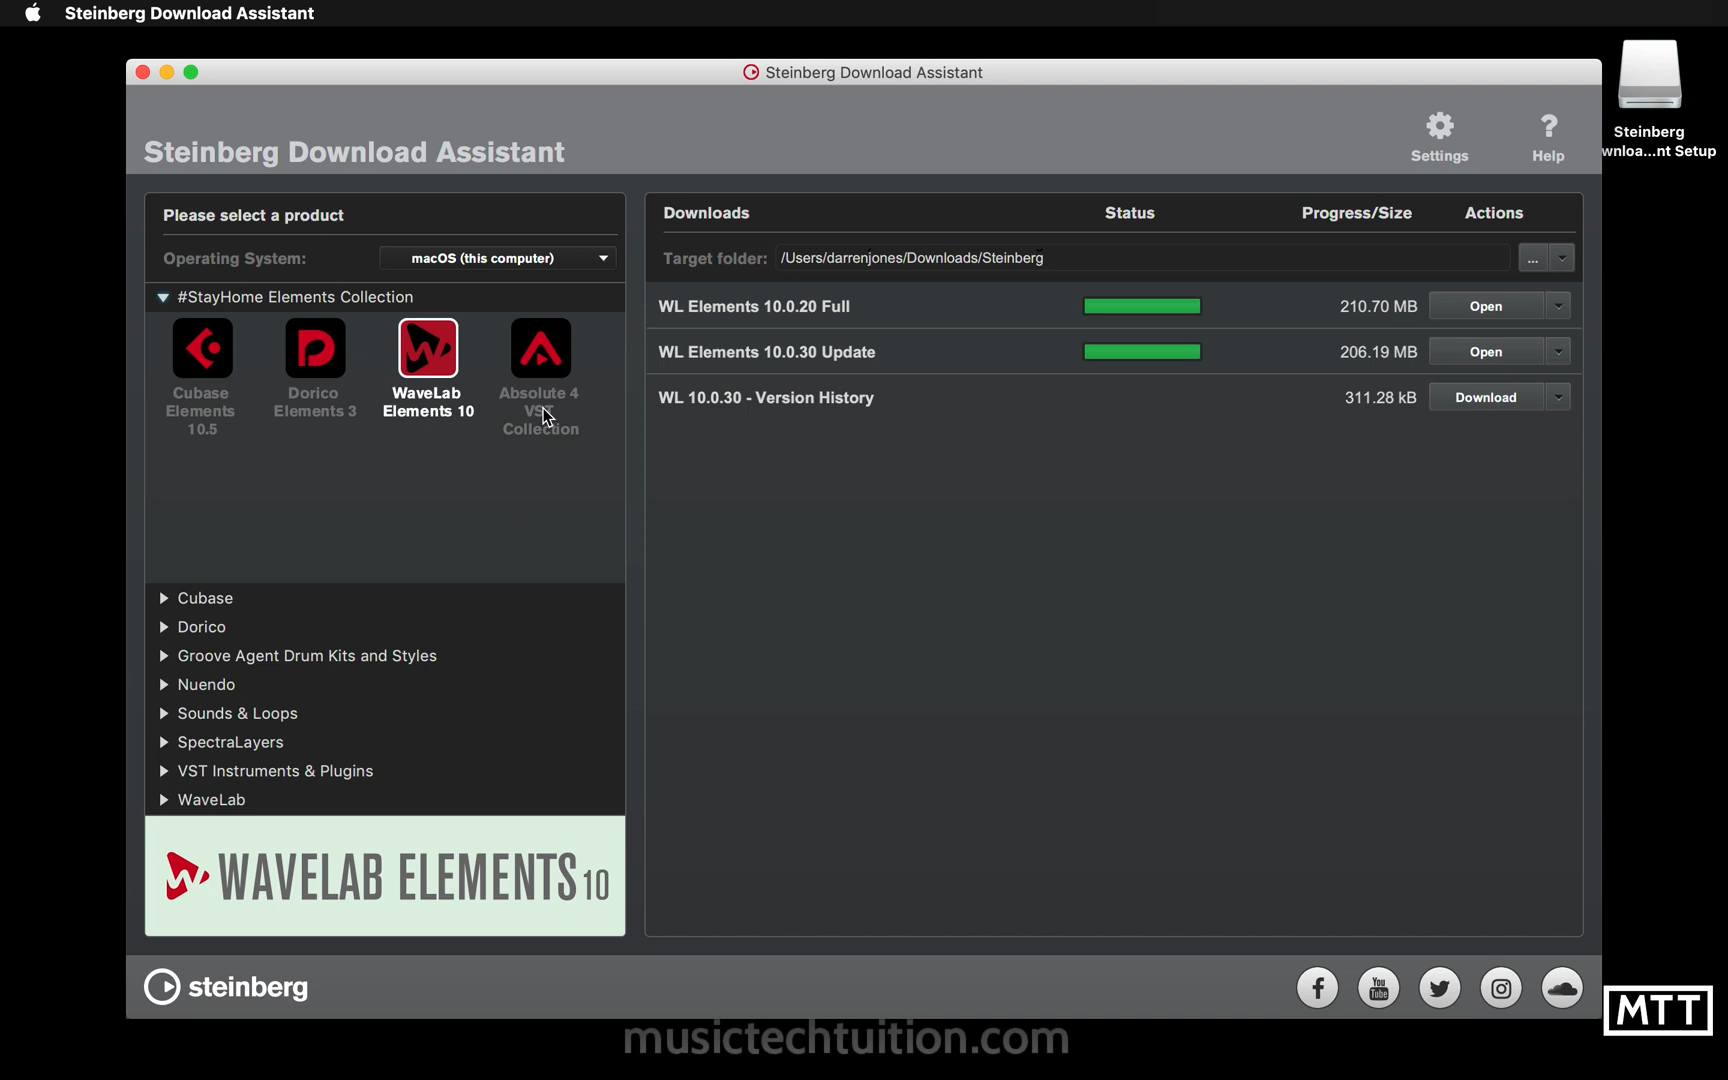 Steinberg Download Assistant
Steinberg Download Assistant
Steinberg
wnloa...nt Setup
Steinberg Download Assistant
Settings
Help
Please select a product
Operating System:
macOS (this computer)
#StayHome Elements Collection
Cubase
Elements
10.5
Dorico
Elements 3
WaveLab
Elements 10
Absolute 4
VST
Collection
Cubase
Dorico
Groove Agent Drum Kits and Styles
Nuendo
Sounds & Loops
SpectraLayers
VST Instruments & Plugins
WaveLab
WAVELAB ELEMENTS 10
Downloads Status Progress/Size Actions
Target folder: /Users/darrenjones/Downloads/Steinberg ...
WL Elements 10.0.20 Full 210.70 MB Open
WL Elements 10.0.30 Update 206.19 MB Open
WL 10.0.30 - Version History 311.28 kB Download
steinberg
You
Tube
MTT
musictechtuition.com